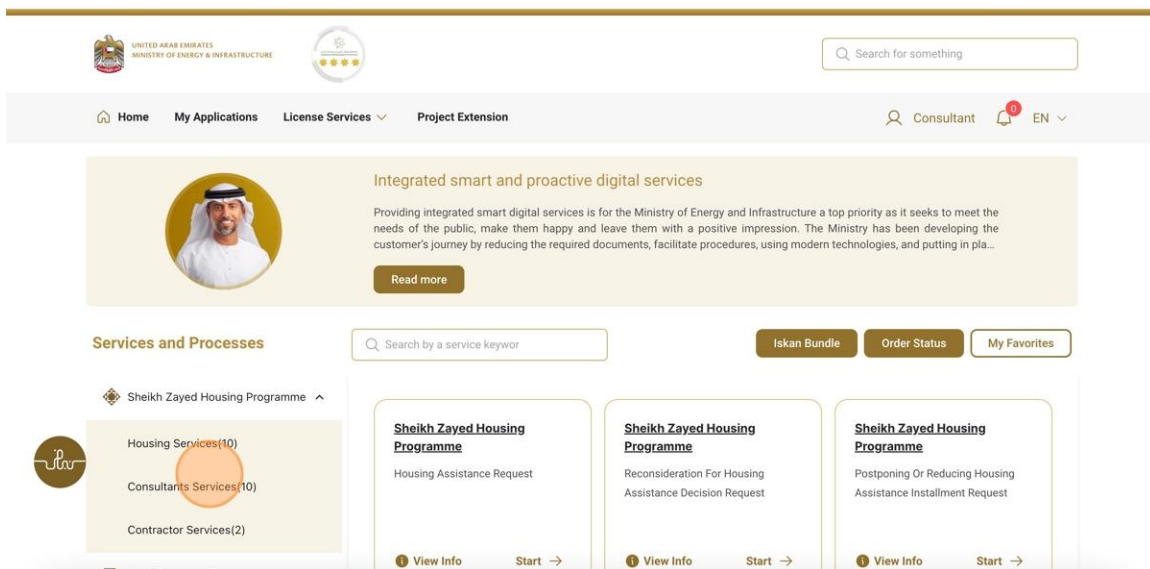 UNITED ARAB EMIRATES
MINISTRY OF ENERGY & INFRASTRUCTURE
Search for something
Home
My Applications
License Services
Project Extension
Consultant
0
EN
Integrated smart and proactive digital services
Providing integrated smart digital services is for the Ministry of Energy and Infrastructure a top priority as it seeks to meet the
needs of the public, make them happy and leave them with a positive impression. The Ministry has been developing the
customer's journey by reducing the required documents, facilitate procedures, using modern technologies, and putting in pla...
Read more
Services and Processes
Search by a service keywor
Iskan Bundle
Order Status
My Favorites
Sheikh Zayed Housing Programme
Housing Services(10)
Consultants Services(10)
Contractor Services(2)
Sheikh Zayed Housing
Programme
Housing Assistance Request
View Info
Start
Sheikh Zayed Housing
Programme
Reconsideration For Housing
Assistance Decision Request
View Info
Start
Sheikh Zayed Housing
Programme
Postponing Or Reducing Housing
Assistance Installment Request
View Info
Start